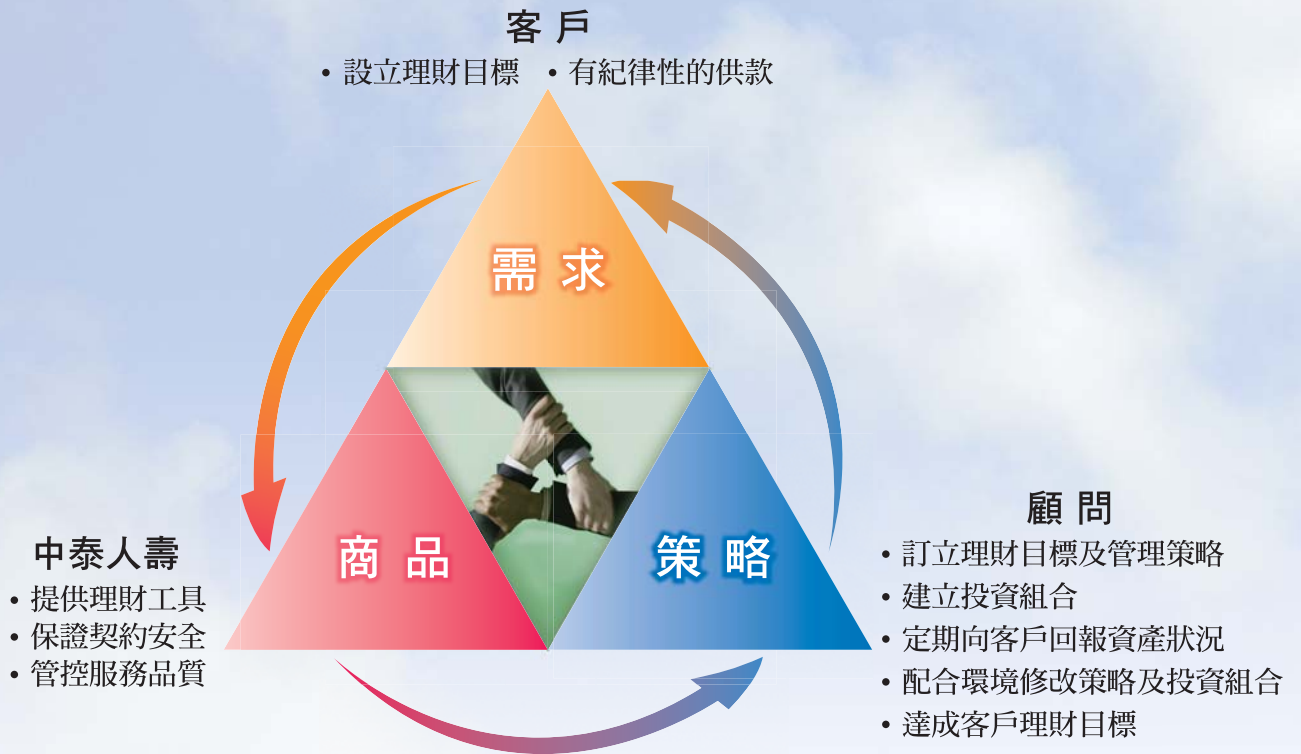 客戶
• 設立理財目標 • 有紀律性的供款
需求
商品
策略
中泰人壽
• 提供理財工具
• 保證契約安全
• 管控服務品質
顧問
• 訂立理財目標及管理策略
• 建立投資組合
• 定期向客戶回報資產狀況
• 配合環境修改策略及投資組合
• 達成客戶理財目標